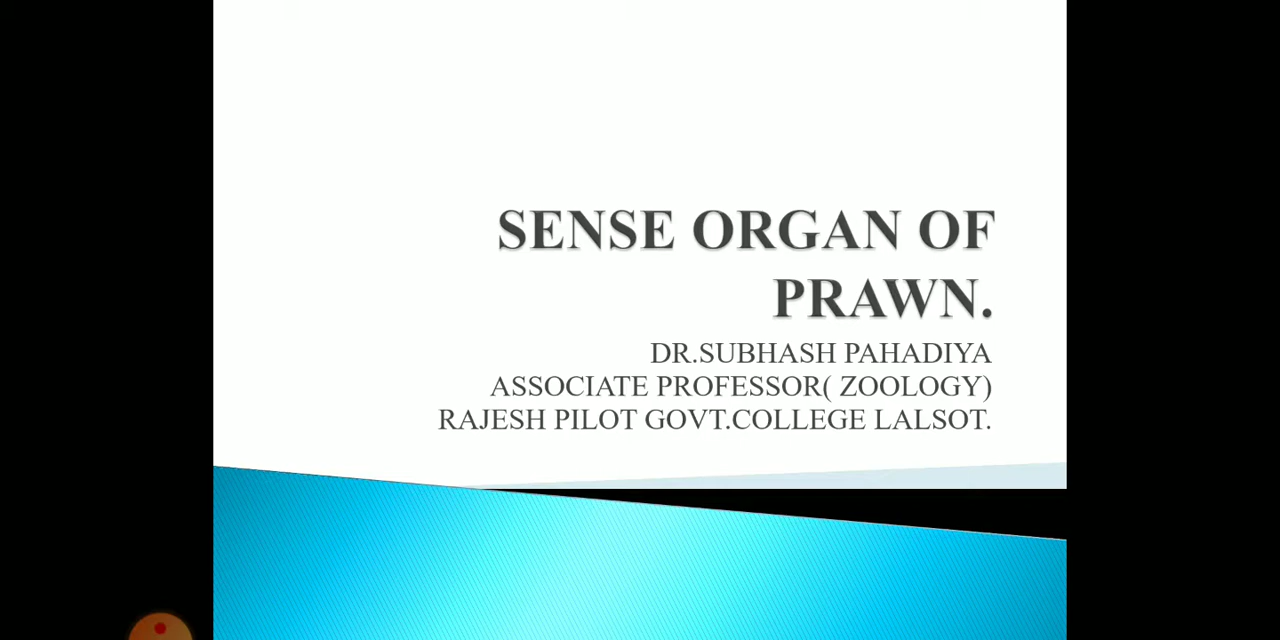 SENSE ORGAN OF
PRAWN.
DR.SUBHASH PAHADIYA
ASSOCIATE PROFESSOR( ZOOLOGY)
RAJESH PILOT GOVT.COLLEGE LALSOT.